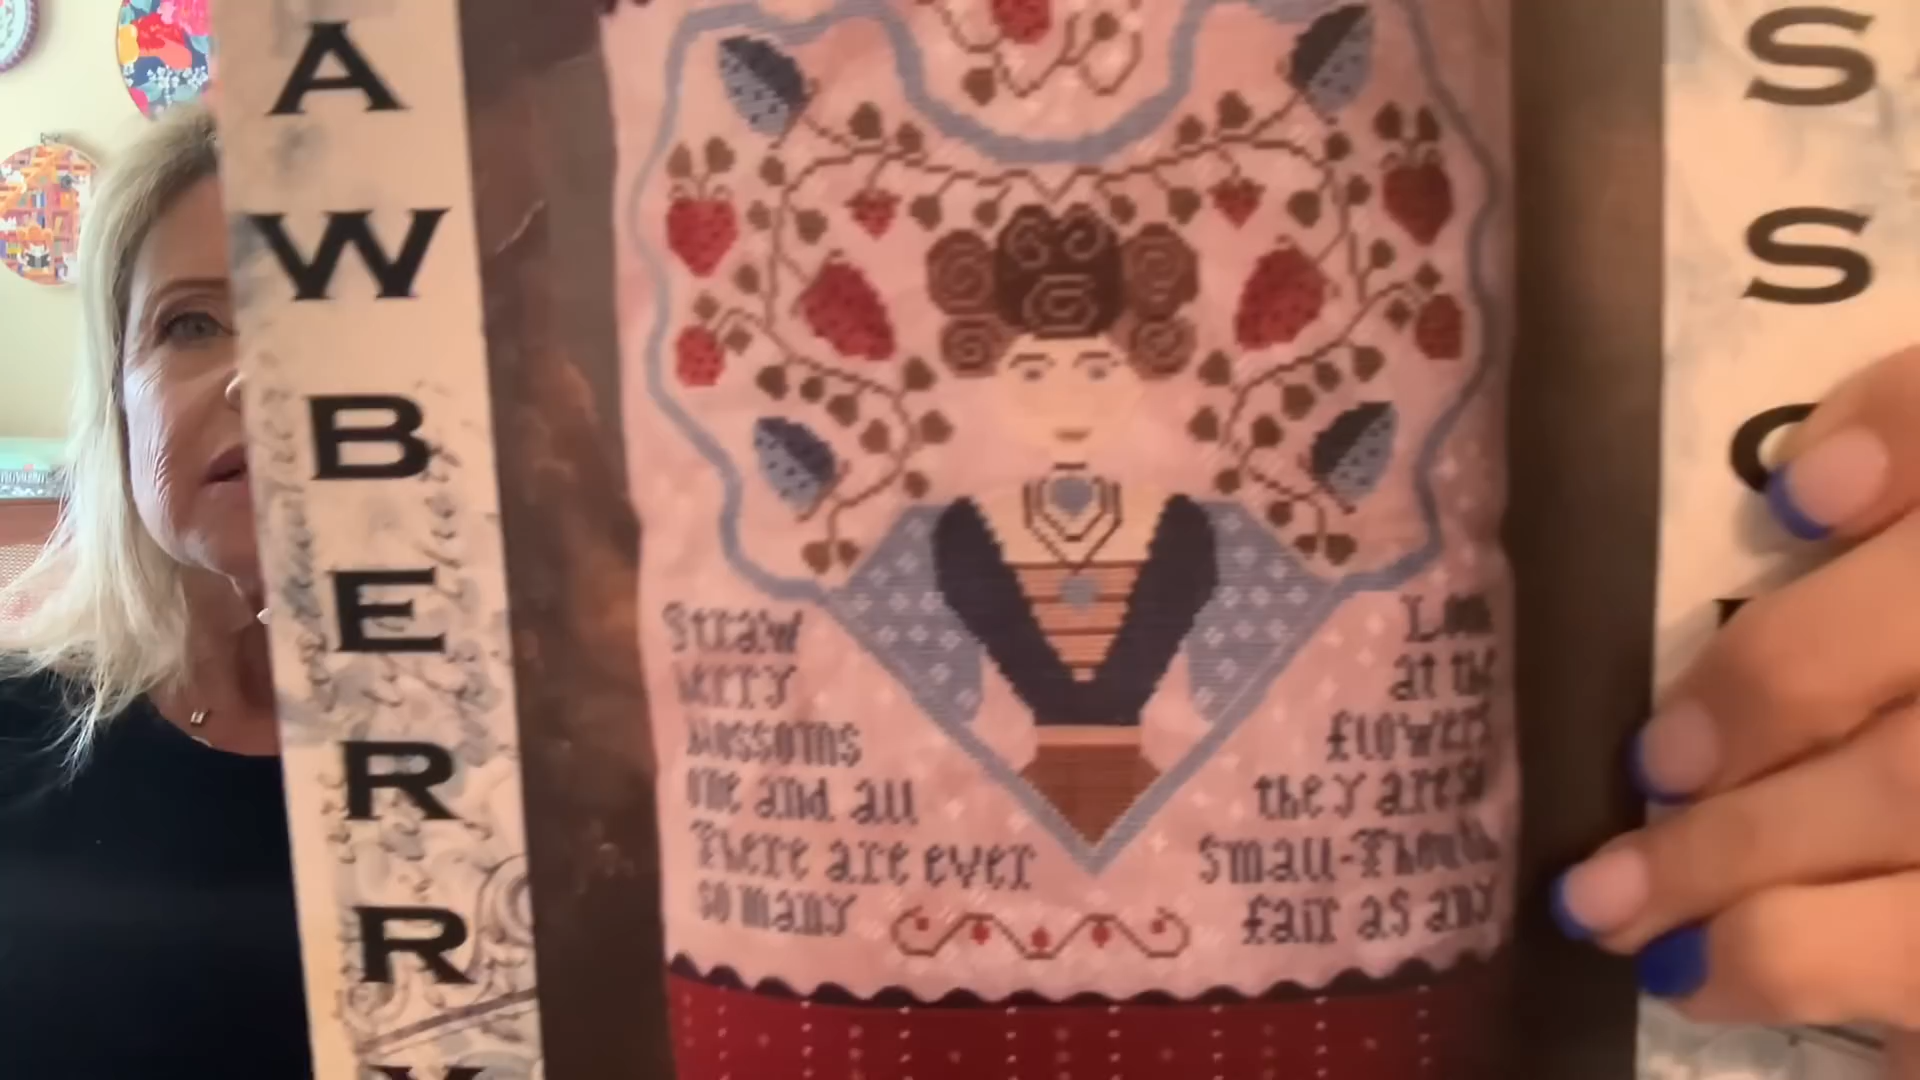 A
W
B
E
R
R
Y
S
S
Straw
berry
blossoms
one and all
There are ever
so many
Look
at the
flowers
they are so
small-Though
fair as any